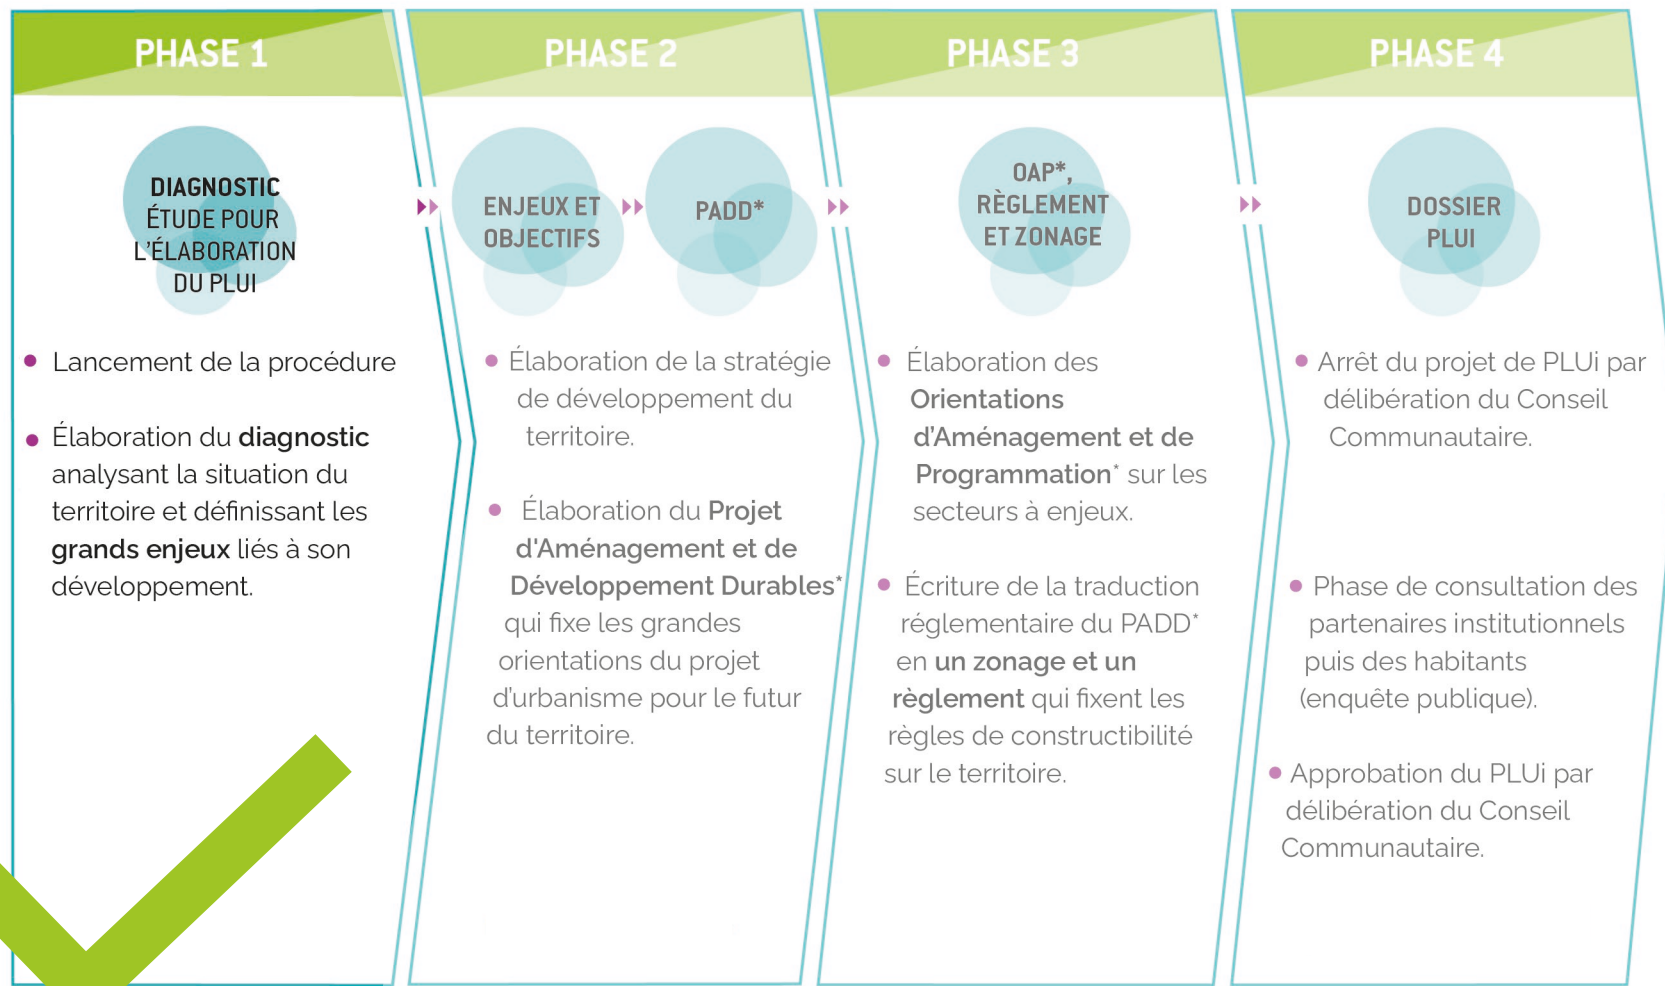 PHASE 1
DIAGNOSTIC
ÉTUDE POUR
L'ÉLABORATION
DU PLUI
Lancement de la procédure
Élaboration du diagnostic
analysant la situation du
territoire et définissant les
grands enjeux liés à son
développement.
PHASE 2
ENJEUX ET
OBJECTIFS
PADD*
Élaboration de la stratégie
de développement du
territoire.
Élaboration du Projet
d'Aménagement et de
Développement Durables*
qui fixe les grandes
orientations du projet
d'urbanisme pour le futur
du territoire.
PHASE 3
OAP*,
RÈGLEMENT
ET ZONAGE
Élaboration des
Orientations
d'Aménagement et de
Programmation* sur les
secteurs à enjeux.
Écriture de la traduction
réglementaire du PADD*
en un zonage et un
règlement qui fixent les
règles de constructibilité
sur le territoire.
PHASE 4
DOSSIER
PLUI
Arrêt du projet de PLUi par
délibération du Conseil
Communautaire.
Phase de consultation des
partenaires institutionnels
puis des habitants
(enquête publique).
Approbation du PLUi par
délibération du Conseil
Communautaire.